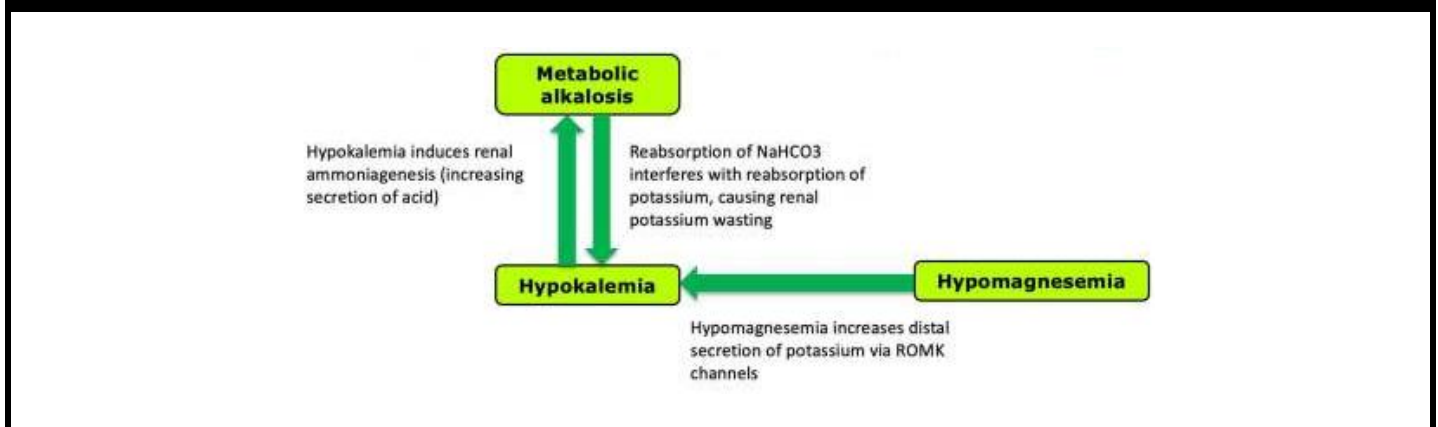 Metabolic
alkalosis
Hypokalemia induces renal
ammoniagenesis (increasing
secretion of acid)
Reabsorption of NaHCO3
interferes with reabsorption of
potassium, causing renal
potassium wasting
Hypokalemia
Hypomagnesemia
Hypomagnesemia increases distal
secretion of potassium via ROMK
channels